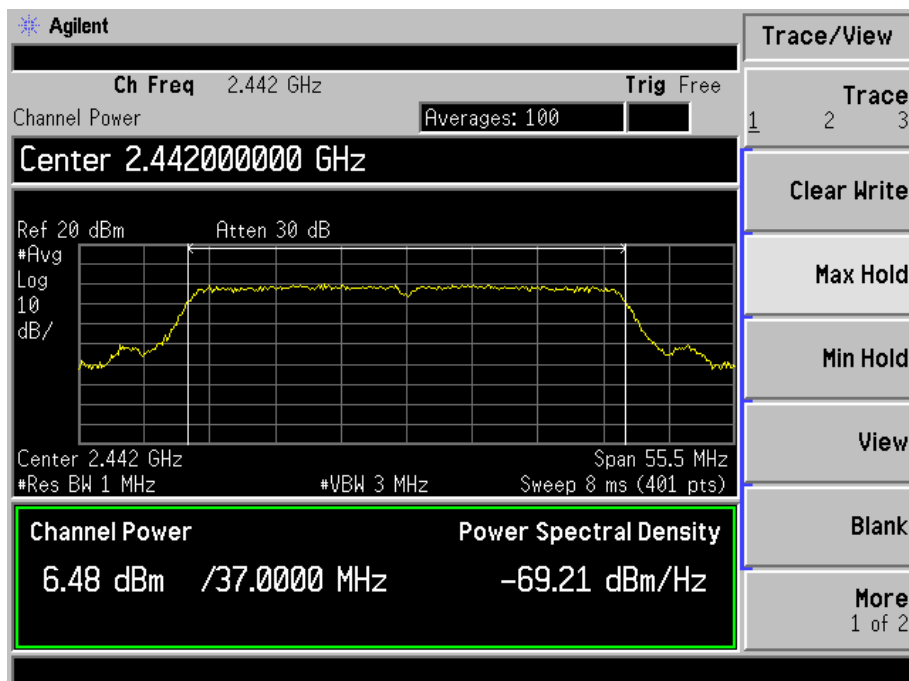 Agilent
Trace/View
Ch Freq 2.442 GHz
Trig Free
Channel Power
Averages: 100
Center 2.442000000 GHz
Ref 20 dBm
Atten 30 dB
#Avg
Log
10
dB/
Center 2.442 GHz
Span 55.5 MHz
#Res BW 1 MHz
#VBW 3 MHz
Sweep 8 ms (401 pts)
Channel Power
Power Spectral Density
6.48 dBm /37.0000 MHz
-69.21 dBm/Hz
Trace
1 2 3
Clear Write
Max Hold
Min Hold
View
Blank
More
1 of 2